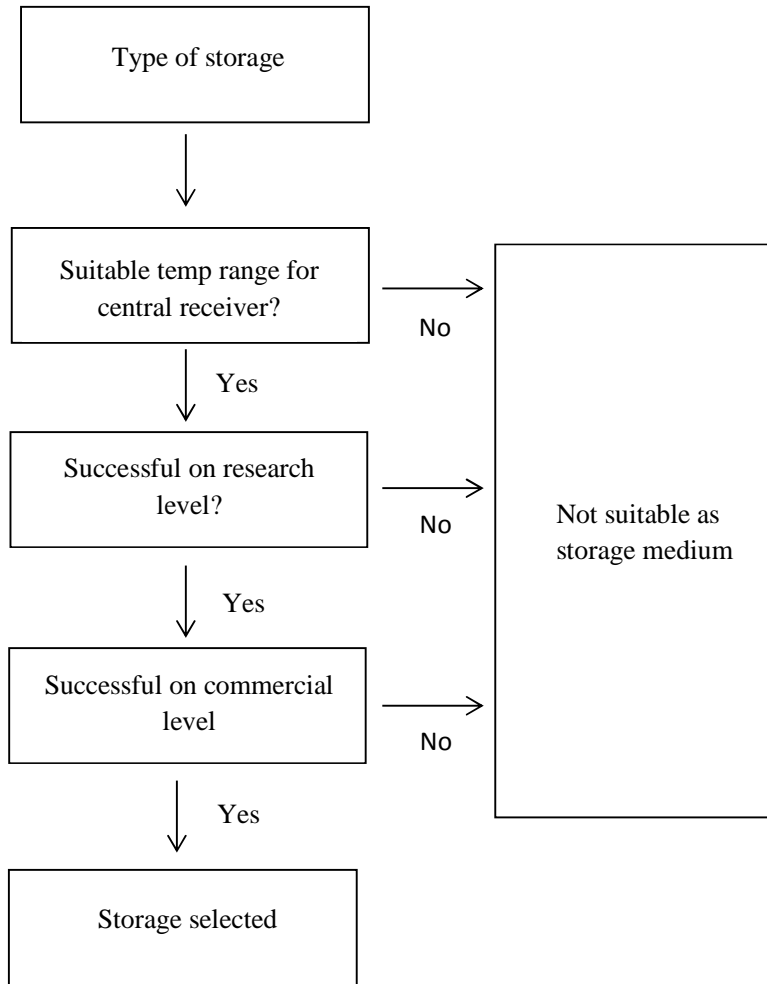 Type of storage
Suitable temp range for
central receiver?
No
Yes
Successful on research
level?
No
Yes
Not suitable as
storage medium
Successful on commercial
level
No
Yes
Storage selected